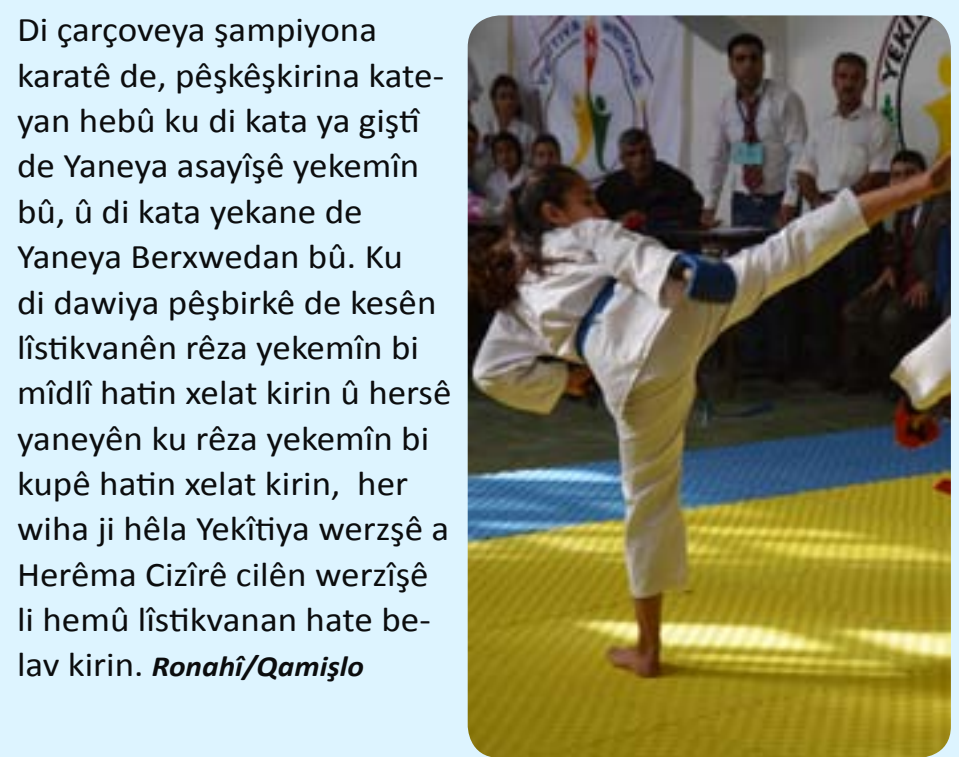 Di çarçoveya şampiyona
karatê de, pêşkêşkirina kate-
yan hebû ku di kata ya giştî
de Yaneya asayîşê yekemîn
bû, û di kata yekane de
Yaneya Berxwedan bû. Ku
di dawiya pêşbirkê de kesên
lîstikvanên rêza yekemîn bi
mîdlî hatin xelat kirin û hersê
yaneyên ku rêza yekemîn bi
kupê hatin xelat kirin,  her
wiha ji hêla Yekîtiya werzşê a
Herêma Cizîrê cilên werzîşê
li hemû lîstikvanan hate be-
lav kirin. Ronahî/Qamişlo
YEKÎ